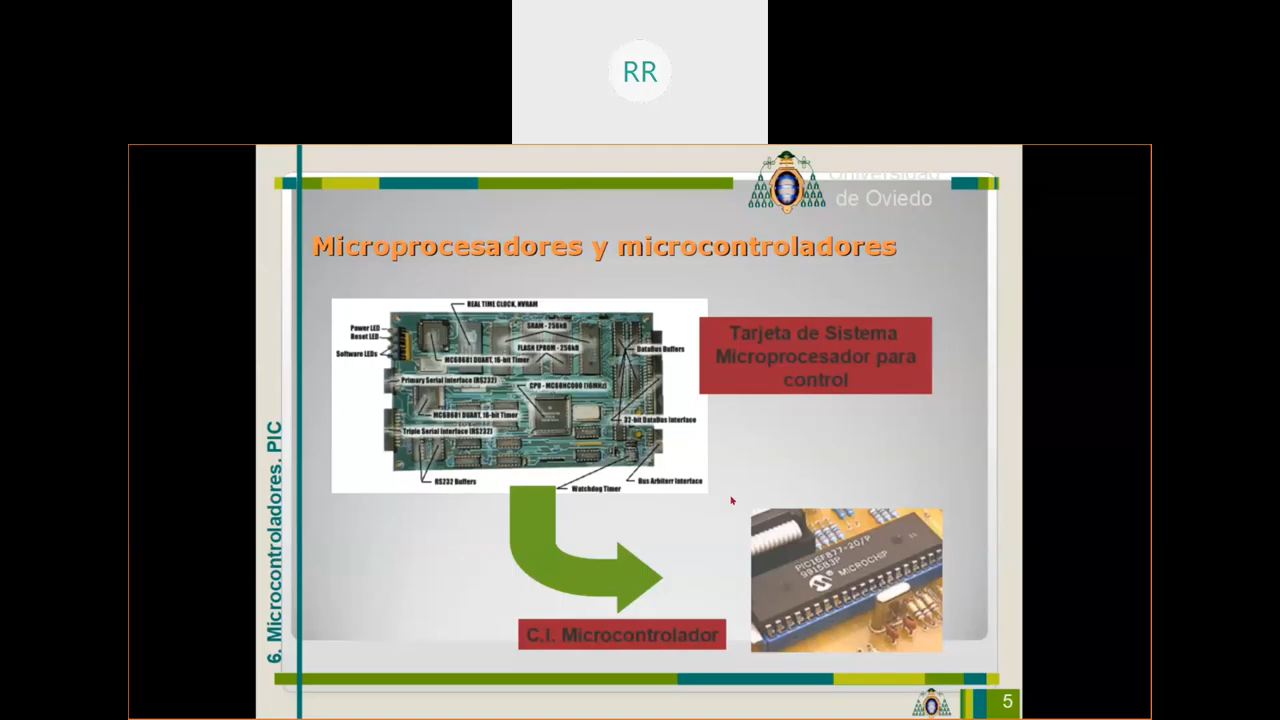 RR
Universidad
de Oviedo
Microprocesadores y microcontroladores
REAL TIME CLOCK, NVRAM
Power LED
Reset LED
Software LEDs
SRAM - 256kB
FLASH EPROM - 256kB
DataBus Buffers
MC68681 DUART, 16-bit Timer
Primary Serial Interface (RS232)
CPU - MC68HC000 (16MHz)
MC68681 DUART, 16-bit Timer
32-bit DataBus Interface
Triple Serial Interface (RS232)
RS232 Buffers
Watchdog Timer
Bus Arbiterr Interface
Tarjeta de Sistema
Microprocesador para
control
PIC16F877-20/P
MICROCHIP
C.I. Microcontrolador
6. Microcontroladores. PIC
5